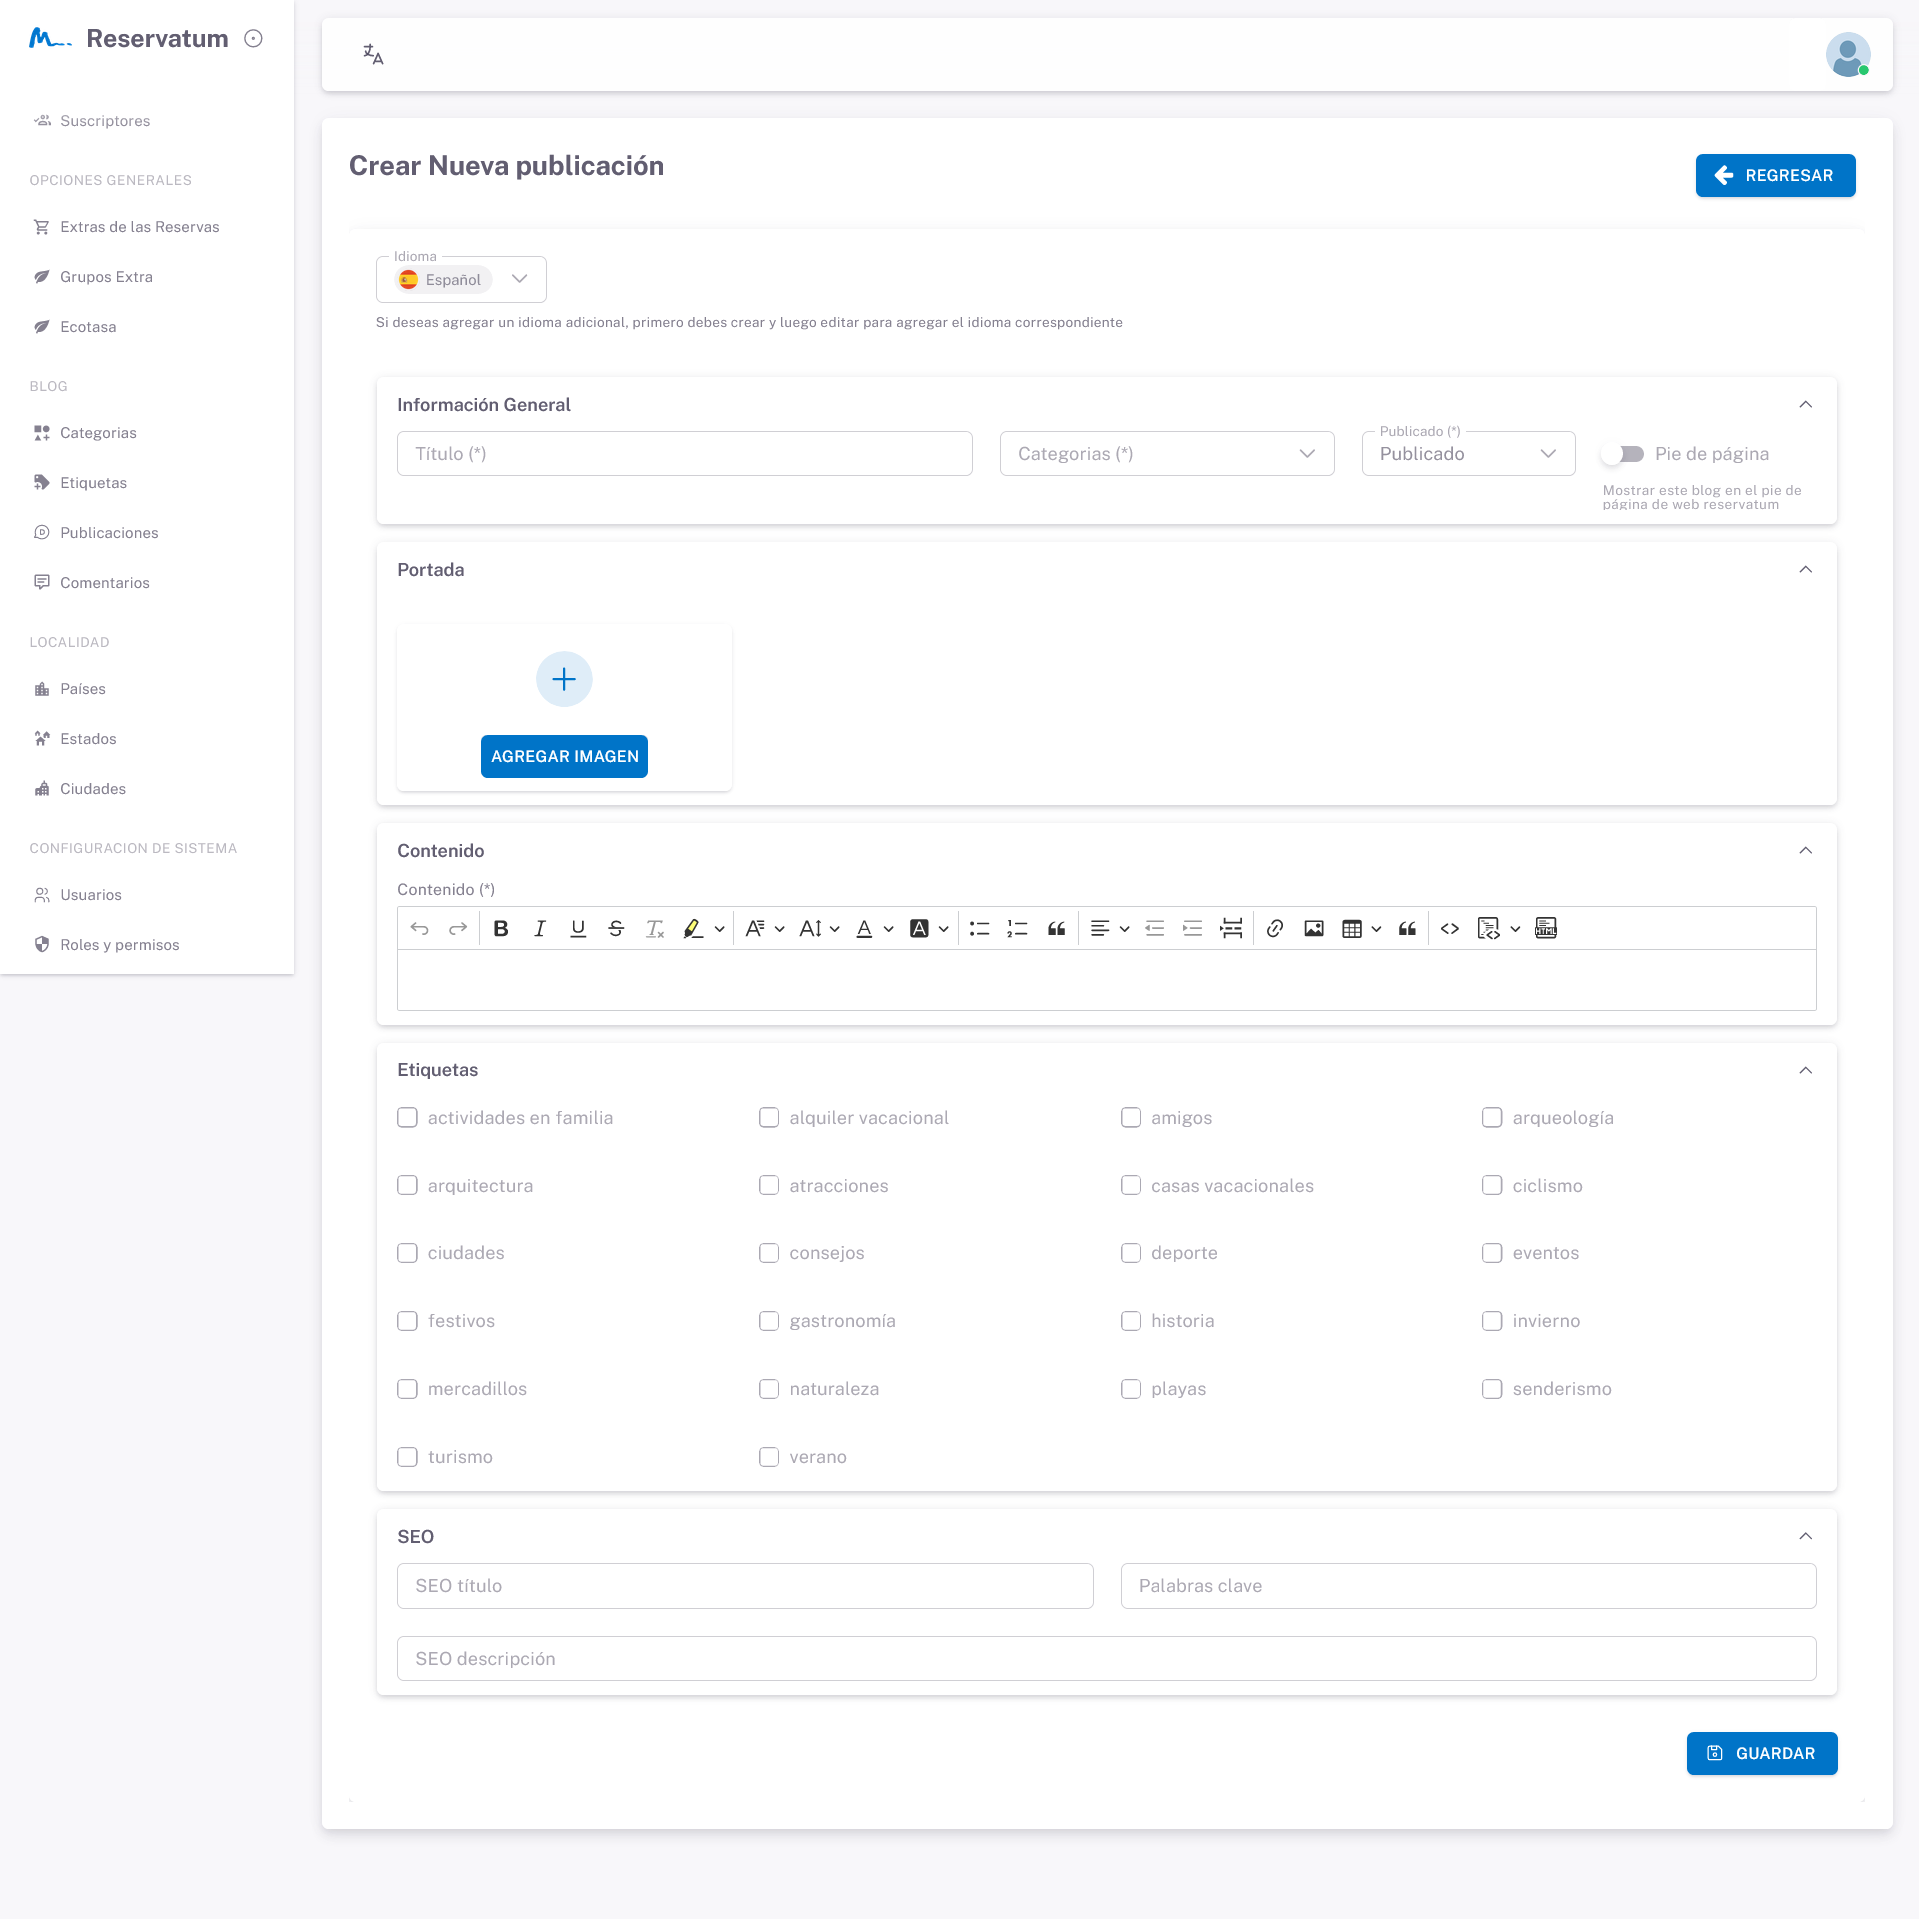 Reservatum
Suscriptores
OPCIONES GENERALES
Extras de las Reservas
Grupos Extra
Ecotasa
BLOG
Categorias
Etiquetas
Publicaciones
Comentarios
LOCALIDAD
Países
Estados
Ciudades
CONFIGURACION DE SISTEMA
Usuarios
Roles y permisos
Crear Nueva publicación
REGRESAR
Idioma
Español
Si deseas agregar un idioma adicional, primero debes crear y luego editar para agregar el idioma correspondiente
Información General
Título (*)
Categorias (*)
Publicado (*)
Publicado
Pie de página
Mostrar este blog en el pie de
página de web reservatum
Portada
AGREGAR IMAGEN
Contenido
Contenido (*)
Etiquetas
actividades en familia
alquiler vacacional
amigos
arqueología
arquitectura
atracciones
casas vacacionales
ciclismo
ciudades
consejos
deporte
eventos
festivos
gastronomía
historia
invierno
mercadillos
naturaleza
playas
senderismo
turismo
verano
SEO
SEO título
Palabras clave
SEO descripción
GUARDAR